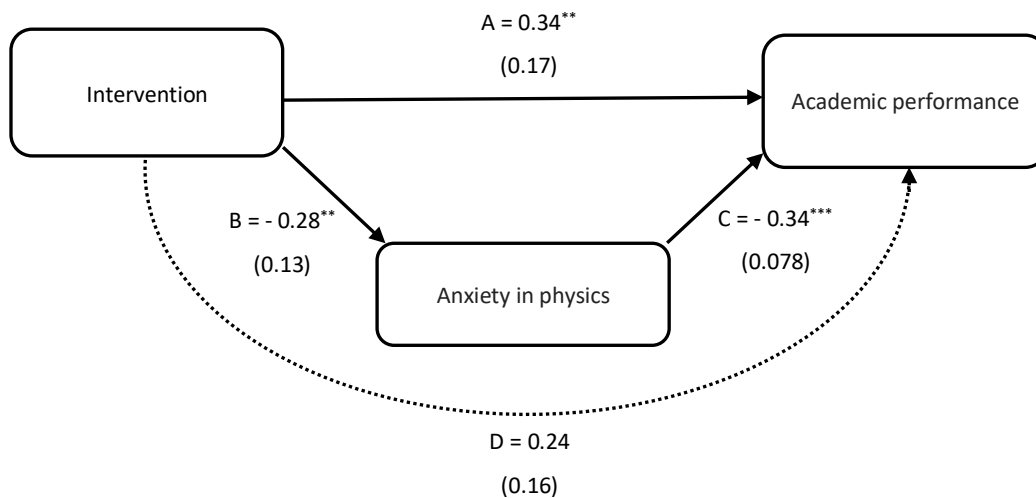 A = 0.34**
(0.17)
Intervention
Academic performance
B = - 0.28**
(0.13)
C = - 0.34***
(0.078)
Anxiety in physics
D = 0.24
(0.16)